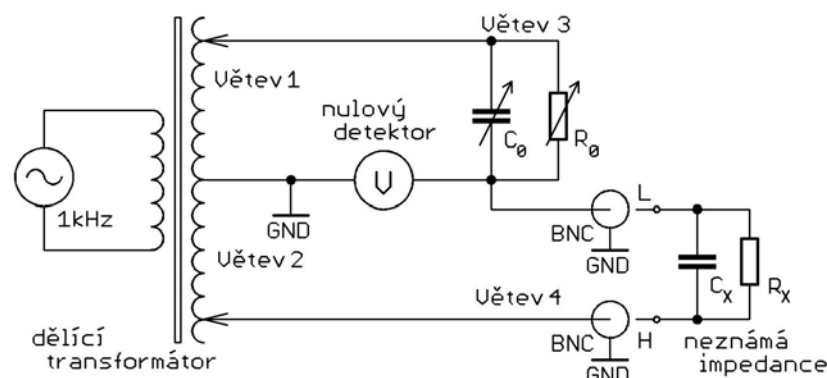 Větev 3
Větev 1
nulový
detektor
C0
R0
V
1kHz
GND
L
BNC
GND
Větev 2
CX
RX
Větev 4
H
dělící
transformátor
BNC
GND
neznámá
impedance